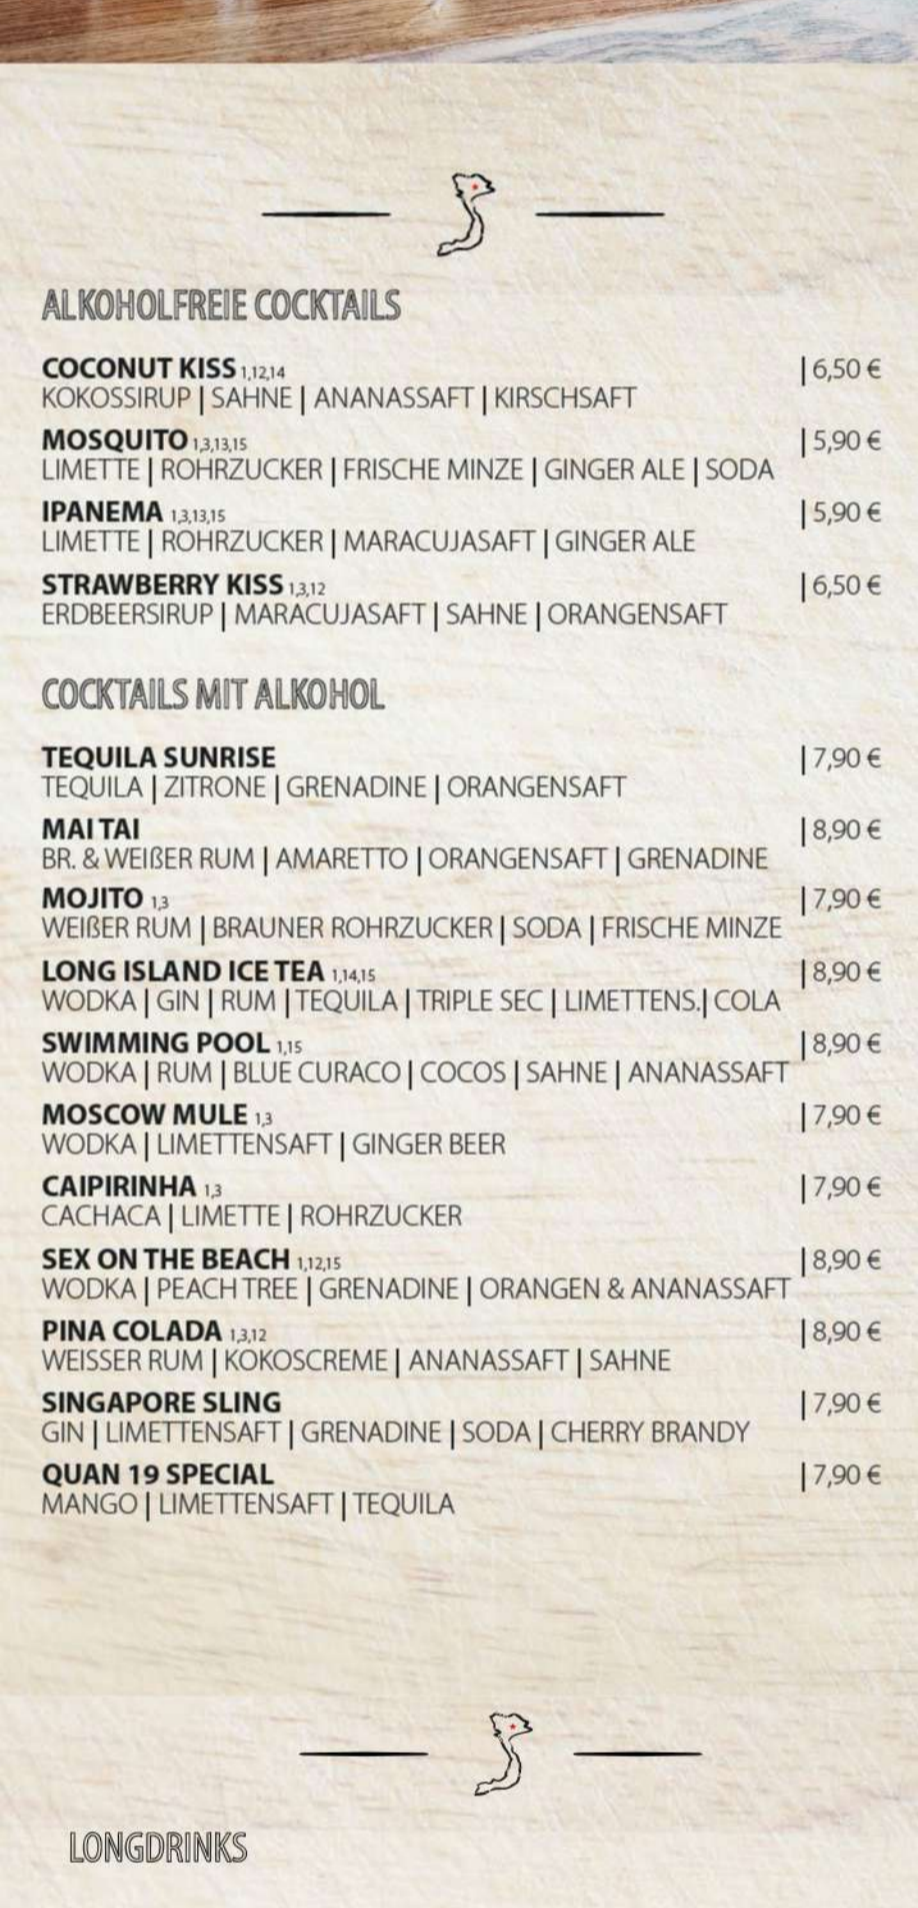 ALKOHOLFREIE COCKTAILS
COCONUT KISS 1,12,14 | 6,50 €
KOKOSSIRUP | SAHNE | ANANASSAFT | KIRSCHSAFT
MOSQUITO 1,3,13,15 | 5,90 €
LIMETTE | ROHRZUCKER | FRISCHE MINZE | GINGER ALE | SODA
IPANEMA 1,3,13,15 | 5,90 €
LIMETTE | ROHRZUCKER | MARACUJASAFT | GINGER ALE
STRAWBERRY KISS 1,3,12 | 6,50 €
ERDBEERSIRUP | MARACUJASAFT | SAHNE | ORANGENSAFT
COCKTAILS MIT ALKOHOL
TEQUILA SUNRISE | 7,90 €
TEQUILA | ZITRONE | GRENADINE | ORANGENSAFT
MAI TAI | 8,90 €
BR. & WEIßER RUM | AMARETTO | ORANGENSAFT | GRENADINE
MOJITO 1,3 | 7,90 €
WEIßER RUM | BRAUNER ROHRZUCKER | SODA | FRISCHE MINZE
LONG ISLAND ICE TEA 1,14,15 | 8,90 €
WODKA | GIN | RUM | TEQUILA | TRIPLE SEC | LIMETTENS.| COLA
SWIMMING POOL 1,15 | 8,90 €
WODKA | RUM | BLUE CURACO | COCOS | SAHNE | ANANASSAFT
MOSCOW MULE 1,3 | 7,90 €
WODKA | LIMETTENSAFT | GINGER BEER
CAIPIRINHA 1,3 | 7,90 €
CACHACA | LIMETTE | ROHRZUCKER
SEX ON THE BEACH 1,12,15 | 8,90 €
WODKA | PEACH TREE | GRENADINE | ORANGEN & ANANASSAFT
PINA COLADA 1,3,12 | 8,90 €
WEISSER RUM | KOKOSCREME | ANANASSAFT | SAHNE
SINGAPORE SLING | 7,90 €
GIN | LIMETTENSAFT | GRENADINE | SODA | CHERRY BRANDY
QUAN 19 SPECIAL | 7,90 €
MANGO | LIMETTENSAFT | TEQUILA
LONGDRINKS